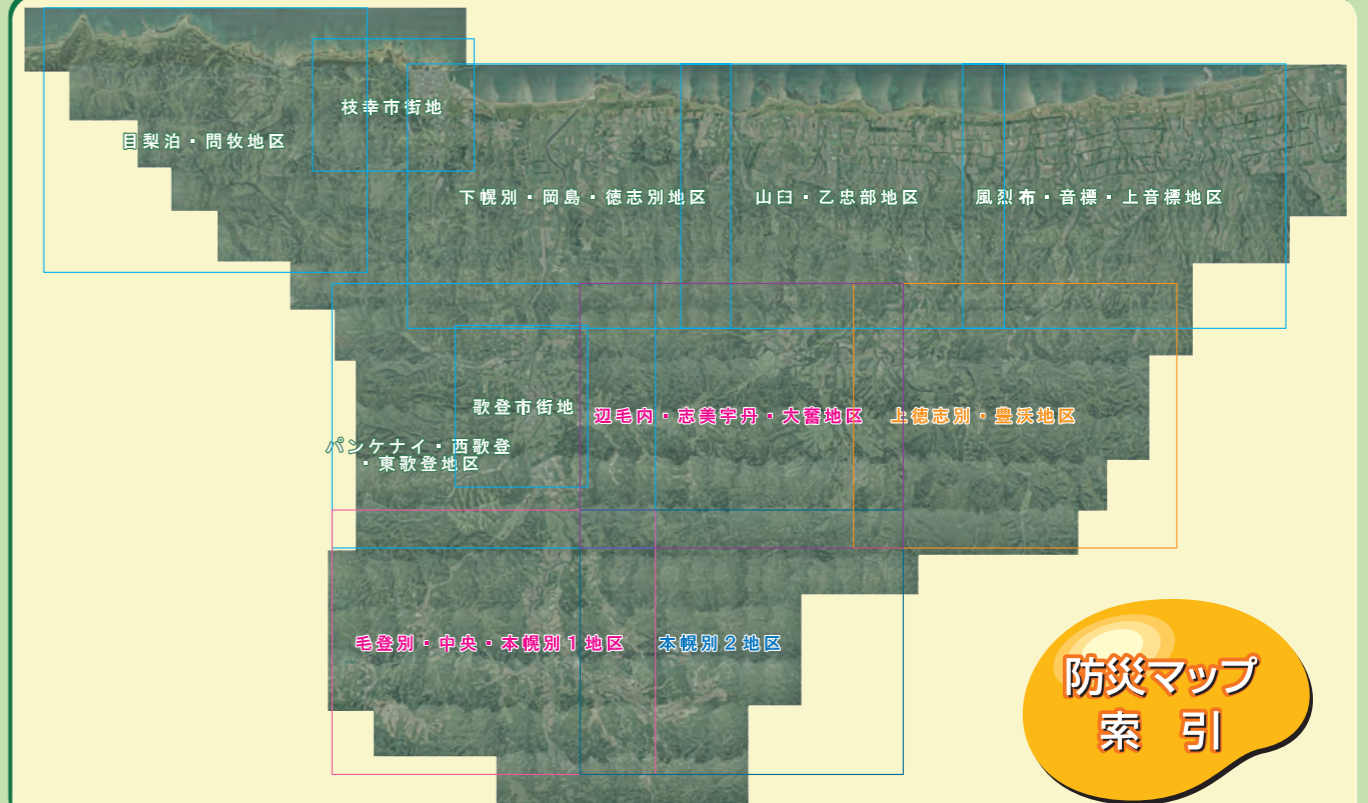 枝幸市街地
目梨泊・問牧地区
下幌別・岡島・徳志別地区
山臼・乙忠部地区
風烈布・音標・上音標地区
歌登市街地
辺毛内・志美宇丹・大奮地区
上徳志別・豊浜地区
パンケナイ・西歌登
・東歌登地区
毛登別・中央・本幌別１地区
本幌別２地区
防災マップ
索　引